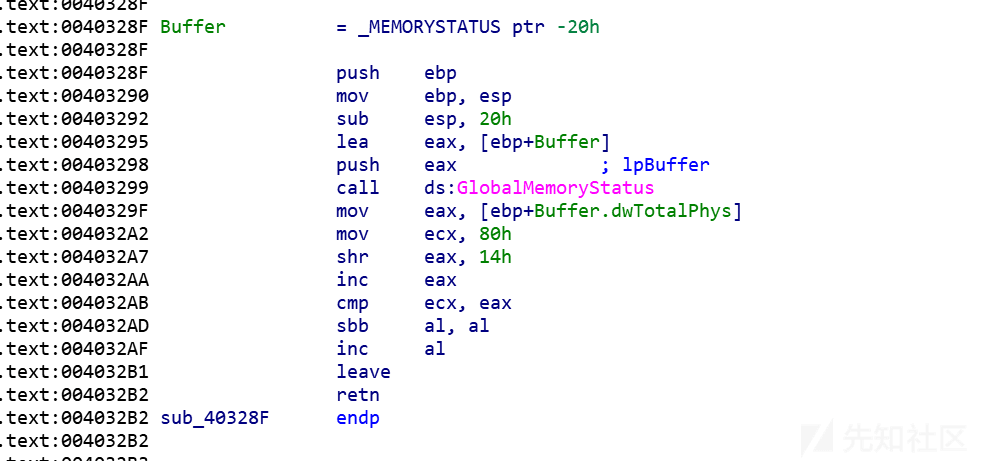 .text:0040328F
.text:0040328F Buffer = _MEMORYSTATUS ptr -20h
.text:0040328F
.text:0040328F push ebp
.text:00403290 mov ebp, esp
.text:00403292 sub esp, 20h
.text:00403295 lea eax, [ebp+Buffer]
.text:00403298 push eax ; lpBuffer
.text:00403299 call ds:GlobalMemoryStatus
.text:0040329F mov eax, [ebp+Buffer.dwTotalPhys]
.text:004032A2 mov ecx, 80h
.text:004032A7 shr eax, 14h
.text:004032AA inc eax
.text:004032AB cmp ecx, eax
.text:004032AD sbb al, al
.text:004032AF inc al
.text:004032B1 leave
.text:004032B2 retn
.text:004032B2 sub_40328F endp
.text:004032B2
先知社区